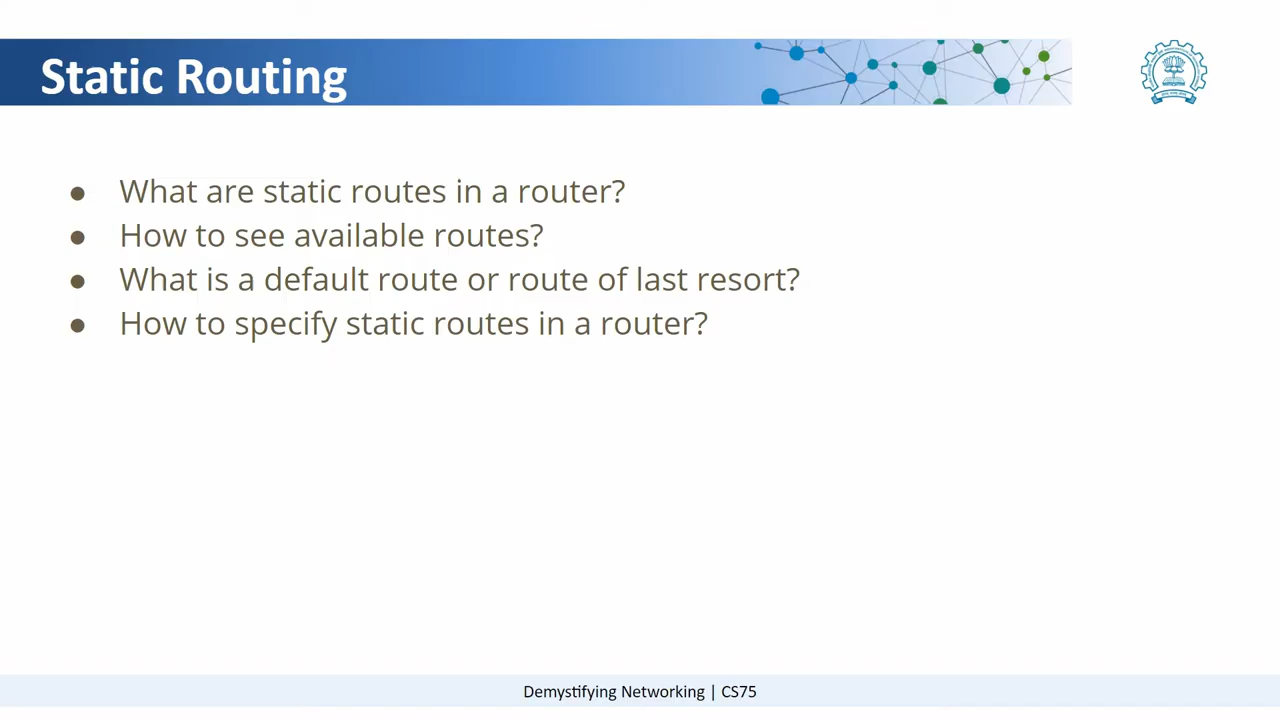 Static Routing
● What are static routes in a router?
● How to see available routes?
● What is a default route or route of last resort?
● How to specify static routes in a router?
Demystifying Networking | CS75